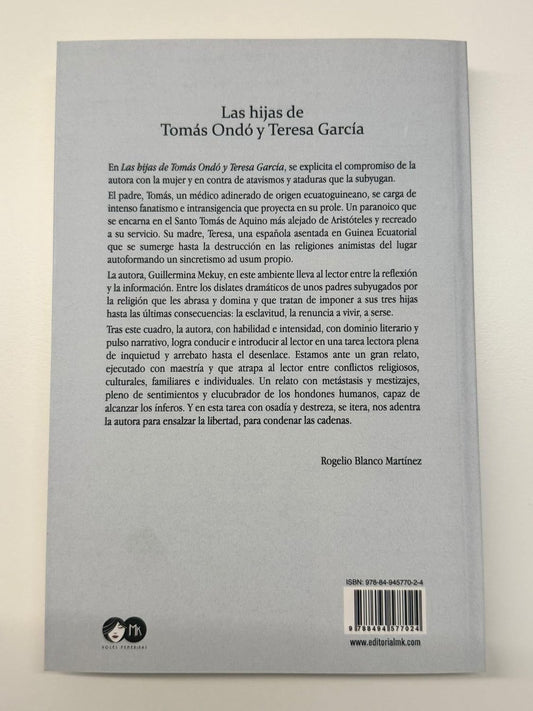 Las hijas de
Tomás Ondó y Teresa García
En Las hijas de Tomás Ondó y Teresa García, se explicita el compromiso de la
autora con la mujer y en contra de atavismos y ataduras que la subyugan.
El padre, Tomás, un médico adinerado de origen ecuatoguineano, se carga de
intenso fanatismo e intransigencia que proyecta en su prole. Un paranoico que
se encarna en el Santo Tomás de Aquino más alejado de Aristóteles y recreado
a su servicio. Su madre, Teresa, una española asentada en Guinea Ecuatorial
que se sumerge hasta la destrucción en las religiones animistas del lugar
autoformando un sincretismo ad usum propio.
La autora, Guillermina Mekuy, en este ambiente lleva al lector entre la reflexión
y la información. Entre los dislates dramáticos de unos padres subyugados por
la religión que les abrasa y domina y que tratan de imponer a sus tres hijas
hasta las últimas consecuencias: la esclavitud, la renuncia a vivir, a serse.
Tras este cuadro, la autora, con habilidad e intensidad, con dominio literario y
pulso narrativo, logra conducir e introducir al lector en una tarea lectora plena
de inquietud y arrebato hasta el desenlace. Estamos ante un gran relato,
ejecutado con maestría y que atrapa al lector entre conflictos religiosos,
culturales, familiares e individuales. Un relato con metástasis y mestizajes,
pleno de sentimientos y elucubrador de los hondones humanos, capaz de
alcanzar los ínferos. Y en esta tarea con osadía y destreza, se itera, nos adentra
la autora para ensalzar la libertad, para condenar las cadenas.
Rogelio Blanco Martínez
ISBN: 978-84-945770-2-4
9 788494 577024
www.editorialmk.com
MK
VOCES FEMENINAS